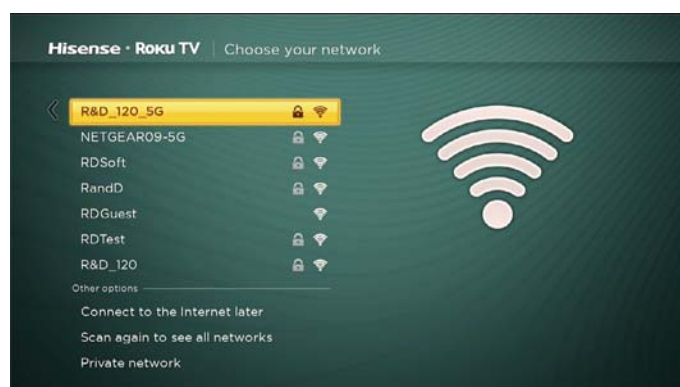 Hisense · ROKU TV | Choose your network
R&D_120_5G
NETGEAR09-5G
RDSoft
RandD
RDGuest
RDTest
R&D_120
Other options
Connect to the Internet later
Scan again to see all networks
Private network